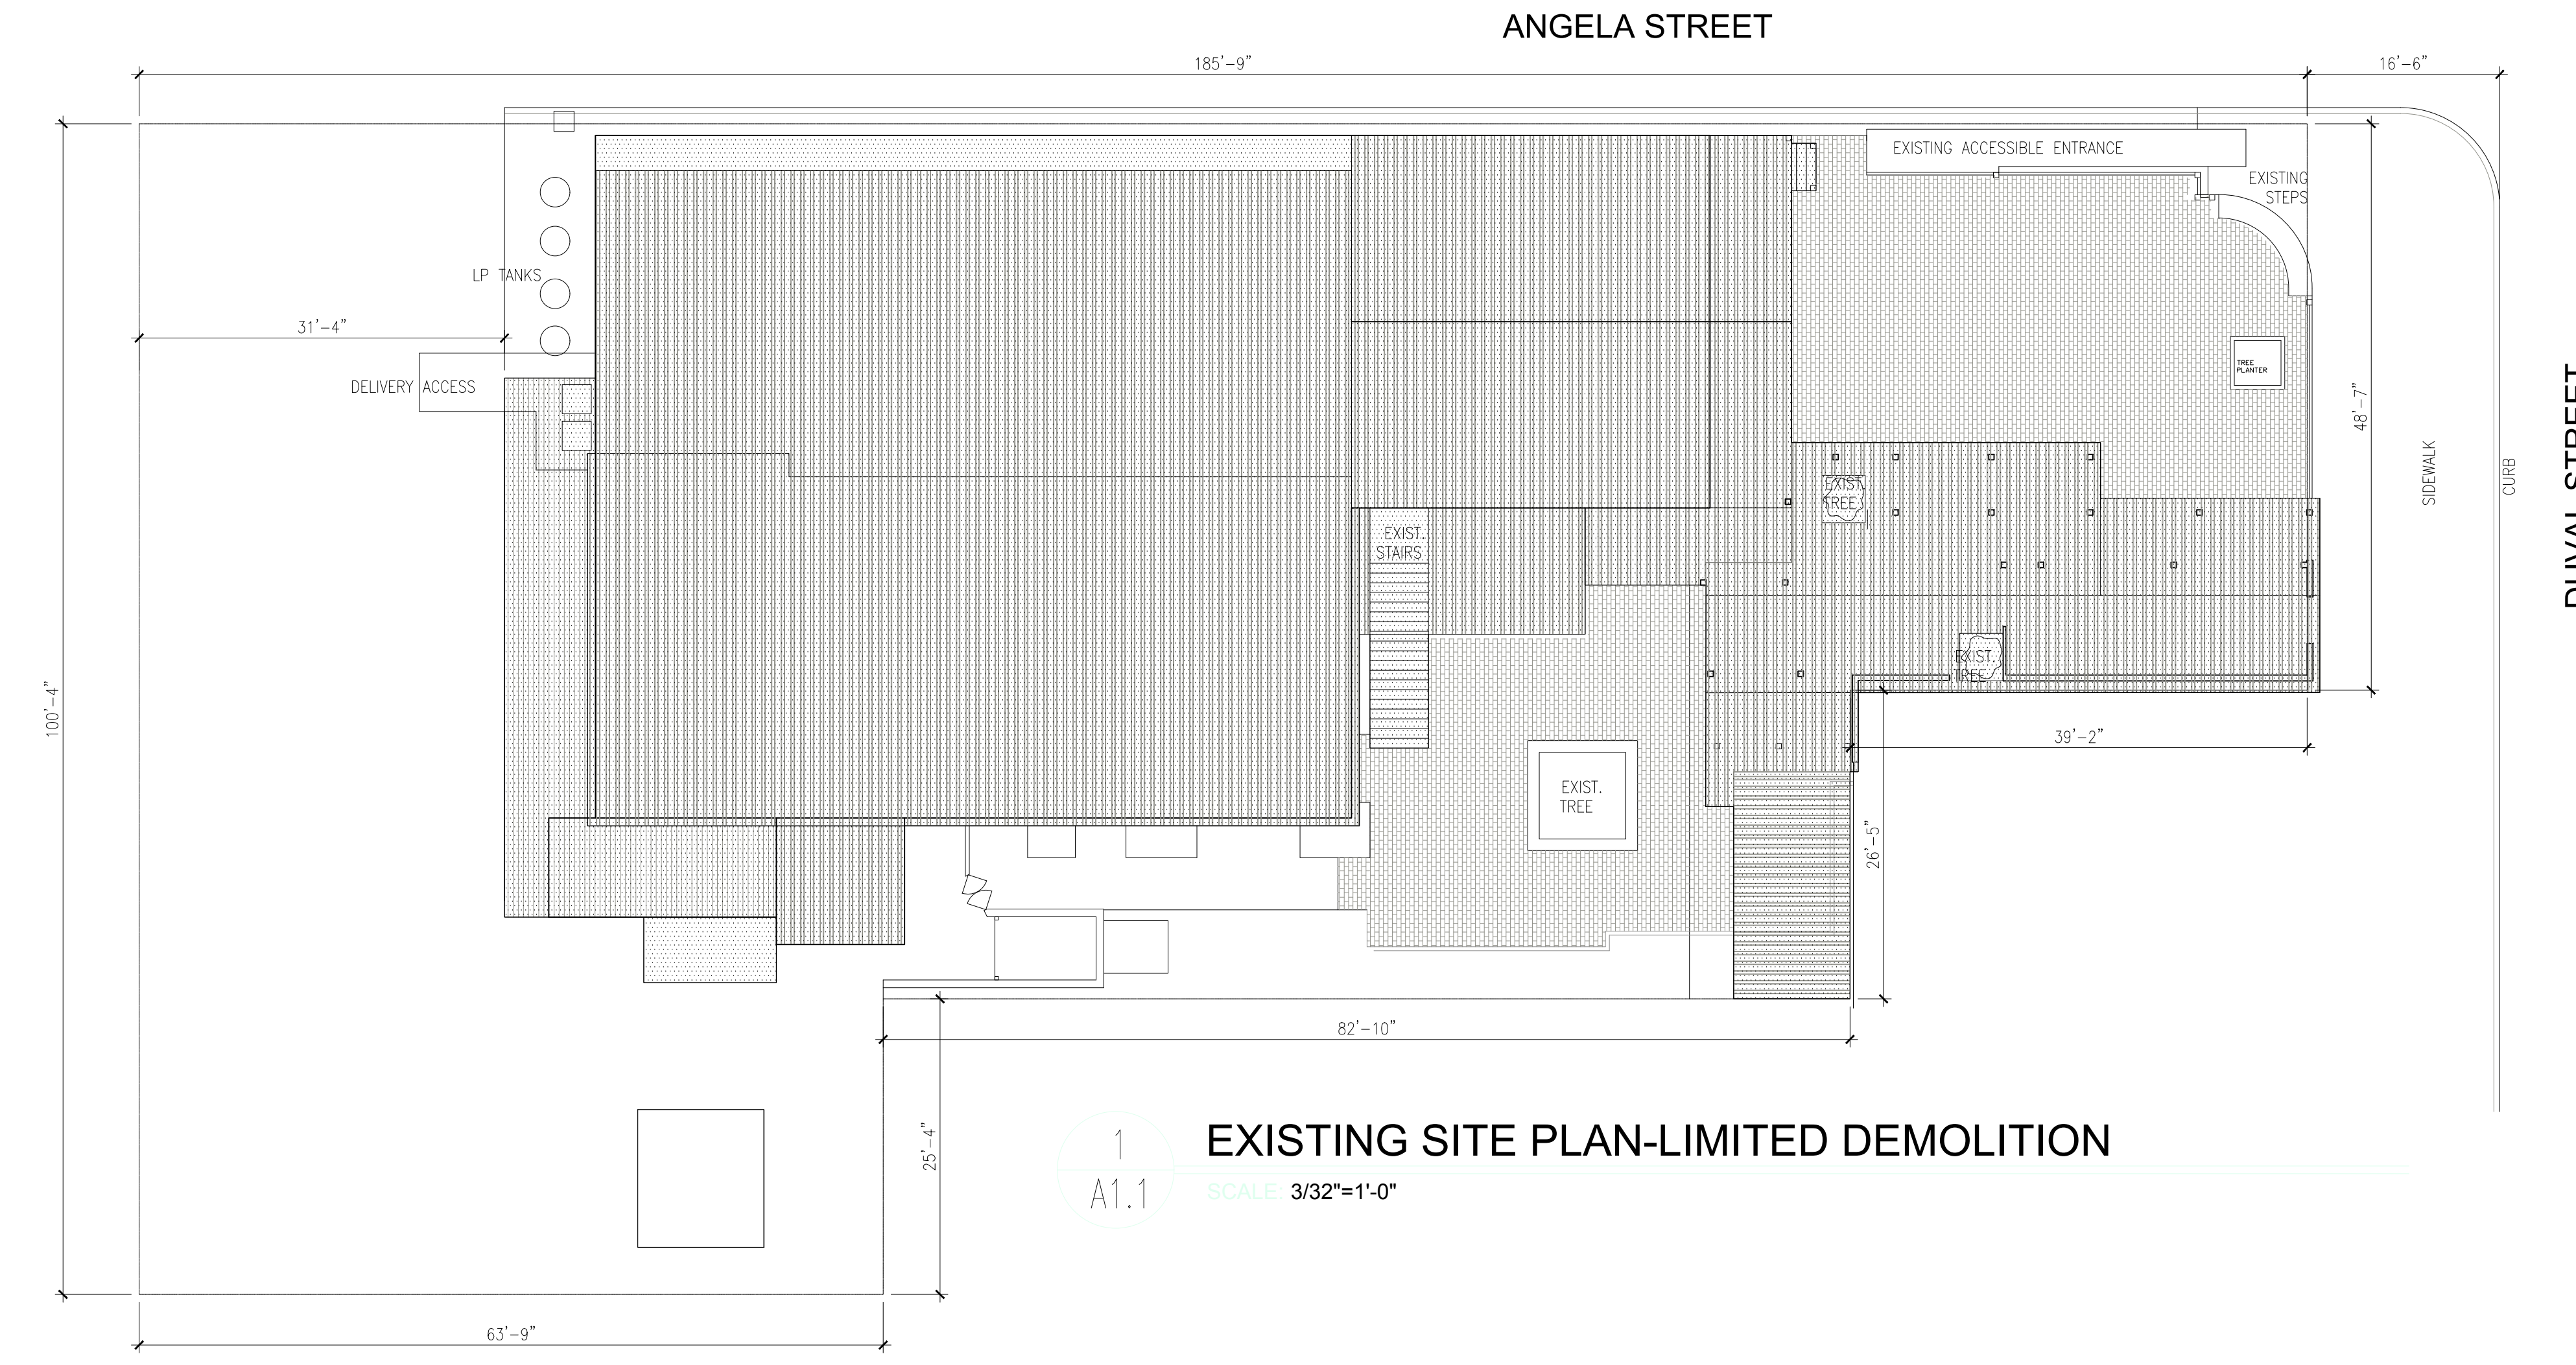 ANGELA STREET
185'-9"
16'-6"
EXISTING ACCESSIBLE ENTRANCE
EXISTING
STEPS
LP TANKS
31'-4"
DELIVERY ACCESS
TREE
PLANTER
48'-7"
SIDEWALK
CURB
DUVAL STREET
EXIST.
TREE
EXIST.
STAIRS
EXIST.
TREE
100'-4"
39'-2"
EXIST.
TREE
26'-5"
82'-10"
25'-4"
1
A1.1
EXISTING SITE PLAN-LIMITED DEMOLITION
SCALE: 3/32"=1'-0"
63'-9"